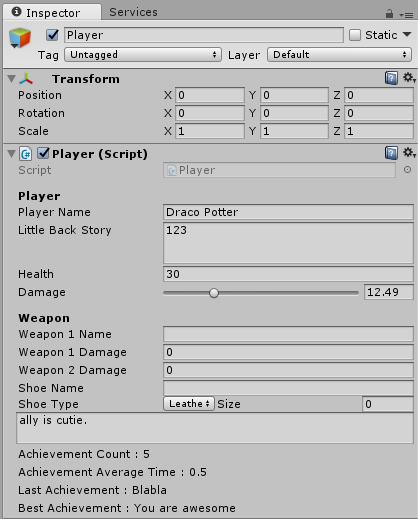 Inspector Services
Player Static
Tag Untagged Layer Default
Transform
Position X 0 Y 0 Z 0
Rotation X 0 Y 0 Z 0
Scale X 1 Y 1 Z 1
Player (Script)
Script Player
Player
Player Name Draco Potter
Little Back Story 123
Health 30
Damage 12.49
Weapon
Weapon 1 Name
Weapon 1 Damage 0
Weapon 2 Damage 0
Shoe Name
Shoe Type Leathe Size 0
ally is cutie.
Achievement Count : 5
Achievement Average Time : 0.5
Last Achievement : Blabla
Best Achievement : You are awesome